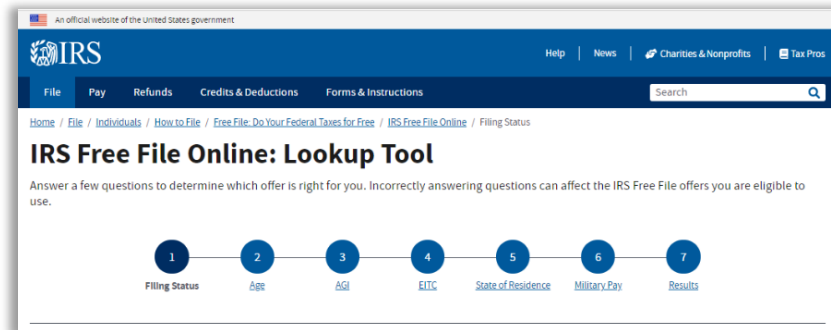 An official website of the United States government
IRS
Help | News | Charities & Nonprofits | Tax Pros
File Pay Refunds Credits & Deductions Forms & Instructions Search
Home / File / Individuals / How to File / Free File: Do Your Federal Taxes for Free / IRS Free File Online / Filing Status
IRS Free File Online: Lookup Tool
Answer a few questions to determine which offer is right for you. Incorrectly answering questions can affect the IRS Free File offers you are eligible to
use.
1 2 3 4 5 6 7
Filing Status Age AGI EITC State of Residence Military Pay Results